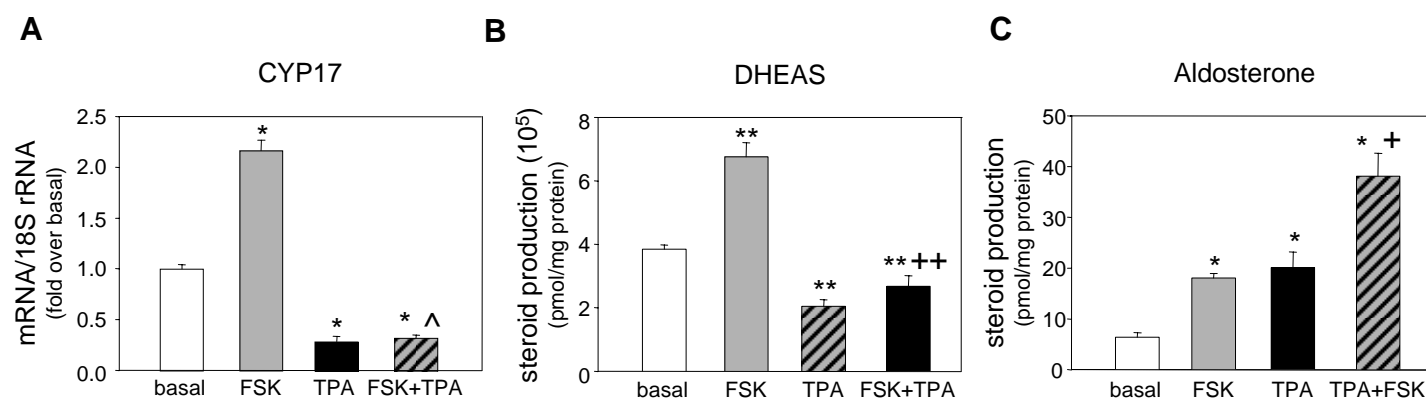 A
CYP17
mRNA/18S rRNA
(fold over basal)
2.5
2.0
1.5
1.0
0.5
0.0
*
*
* ^
basal FSK TPA FSK+TPA
B
DHEAS
steroid production (10⁵)
(pmol/mg protein)
8
6
4
2
0
**
**
**++
basal FSK TPA FSK+TPA
C
Aldosterone
steroid production
(pmol/mg protein)
50
40
30
20
10
0
*
*
* +
basal FSK TPA TPA+FSK